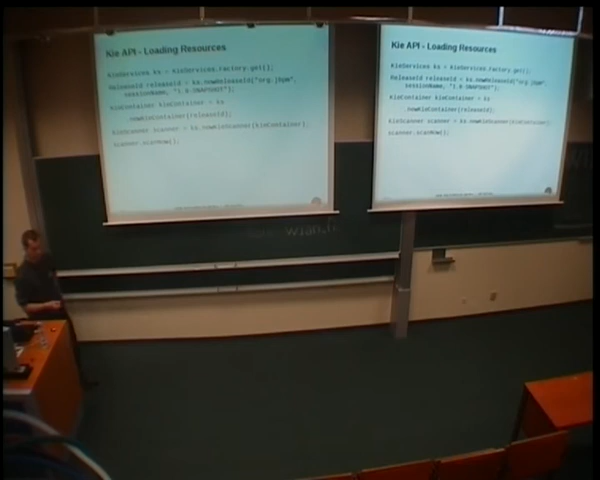 Kie API - Loading Resources
KieServices ks = KieServices.Factory.get();
ReleaseId releaseId = ks.newReleaseId("org.jbpm",
sessionName, "1.0-SNAPSHOT");
KieContainer kieContainer = ks
.newKieContainer(releaseId);
KieScanner scanner = ks.newKieScanner(kieContainer);
scanner.scanNow();
Kie API - Loading Resources
KieServices ks = KieServices.Factory.get();
ReleaseId releaseId = ks.newReleaseId("org.jbpm",
sessionName, "1.0-SNAPSHOT");
KieContainer kieContainer = ks
.newKieContainer(releaseId);
KieScanner scanner = ks.newKieScanner(kieContainer);
scanner.scanNow();